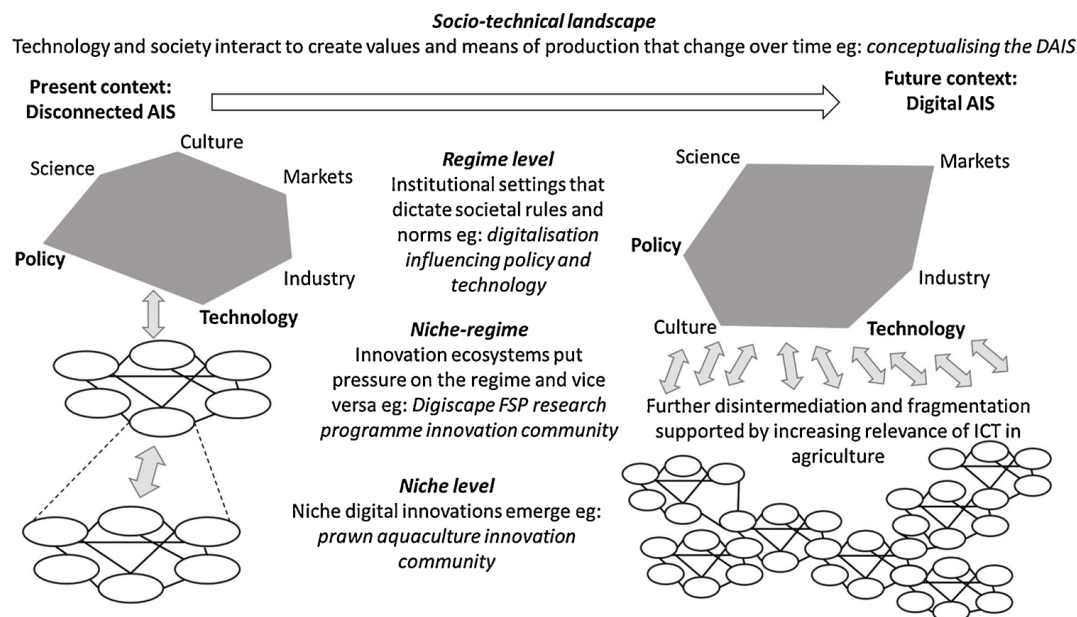 Socio-technical landscape
Technology and society interact to create values and means of production that change over time eg: conceptualising the DAIS
Present context:
Disconnected AIS
Future context:
Digital AIS
Culture
Science
Markets
Policy
Industry
Technology
Regime level
Institutional settings that
dictate societal rules and
norms eg: digitalisation
influencing policy and
technology
Niche-regime
Innovation ecosystems put
pressure on the regime and vice
versa eg: Digiscape FSP research
programme innovation community
Niche level
Niche digital innovations emerge eg:
prawn aquaculture innovation
community
Science
Markets
Policy
Industry
Culture
Technology
Further disintermediation and fragmentation
supported by increasing relevance of ICT in
agriculture